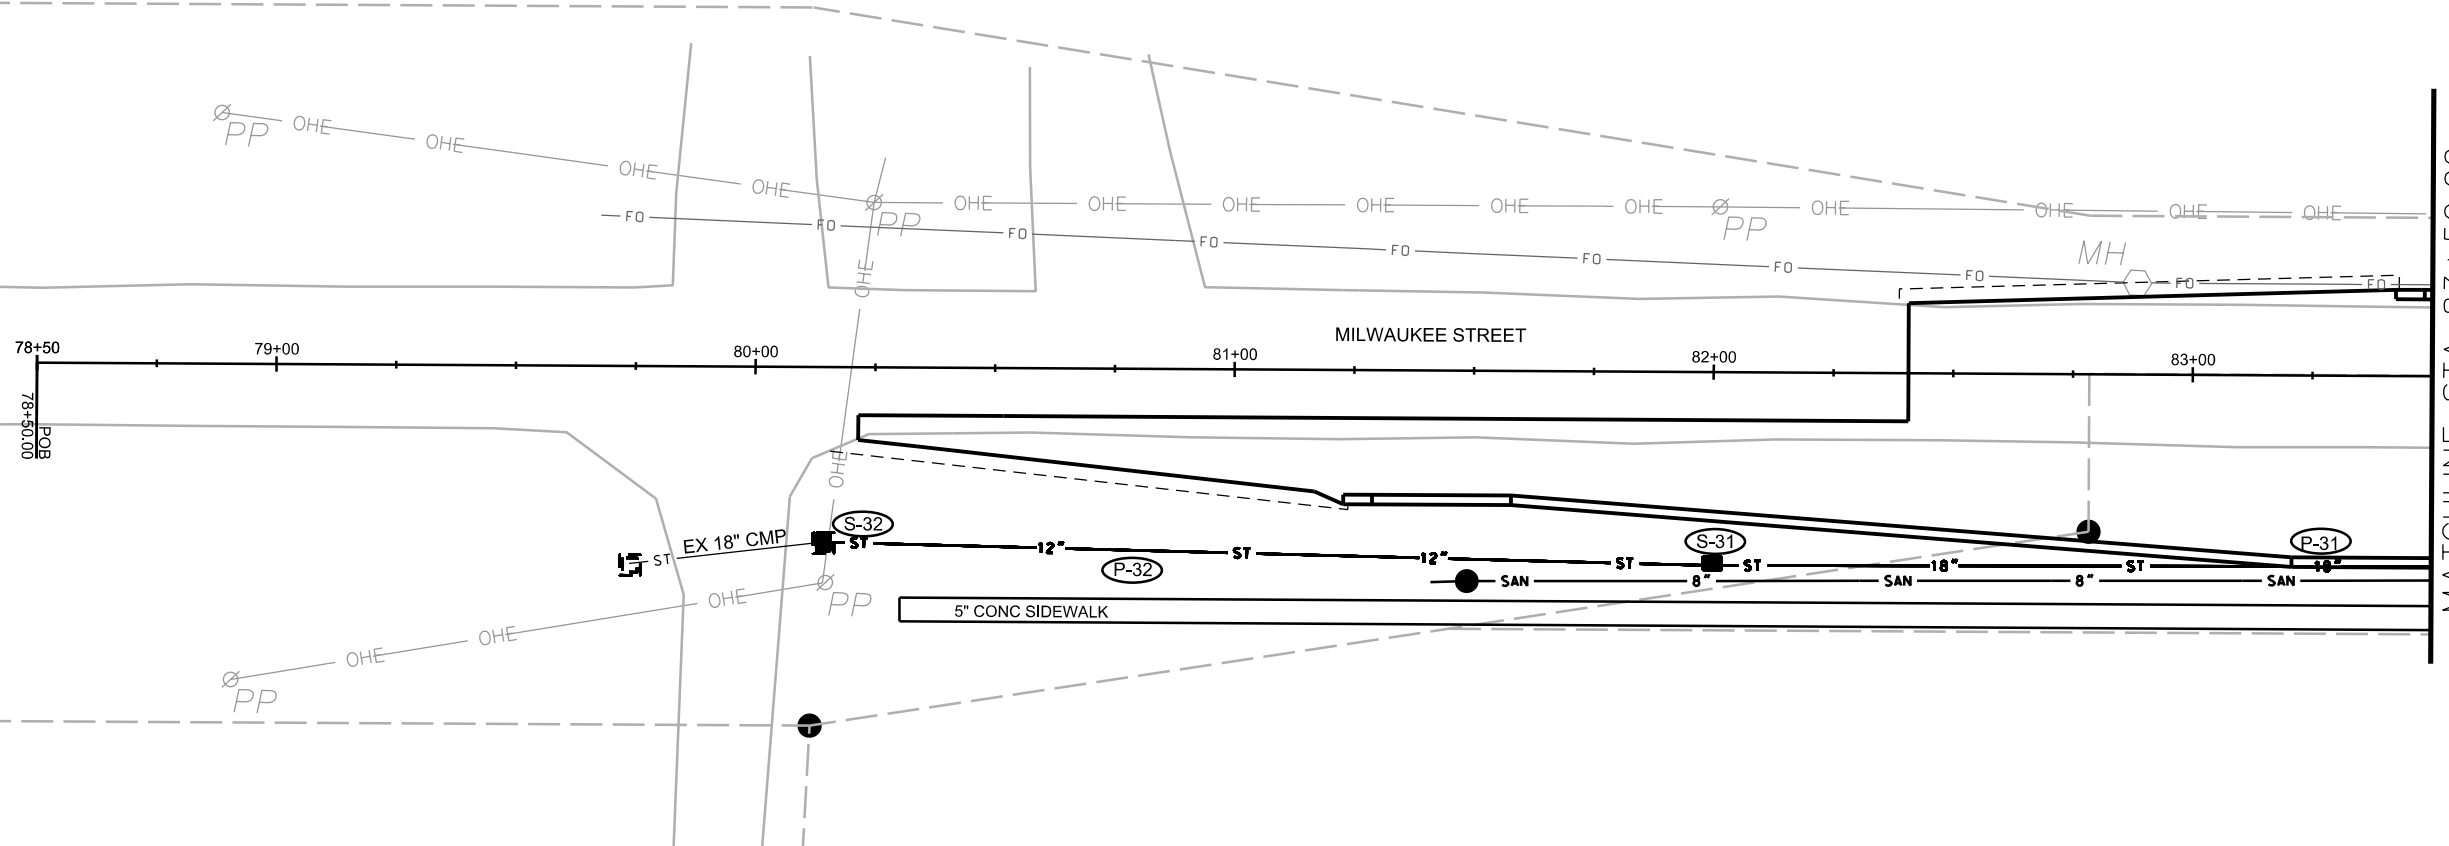 OHE OHE OHE OHE
PP
FO FO FO FO FO FO FO FO FO FO
PP
OHE OHE OHE OHE OHE OHE OHE OHE OHE OHE
PP
MH
OHE
MILWAUKEE STREET
78+50 79+00 80+00 81+00 82+00 83+00
78+50.00
POB
OHE
S-32
EX 18" CMP
ST
ST 12" ST 12" ST
S-31
ST 18" ST 18"
P-31
P-32
SAN 8" SAN 8" SAN
5" CONC SIDEWALK
OHE OHE OHE
PP
PP